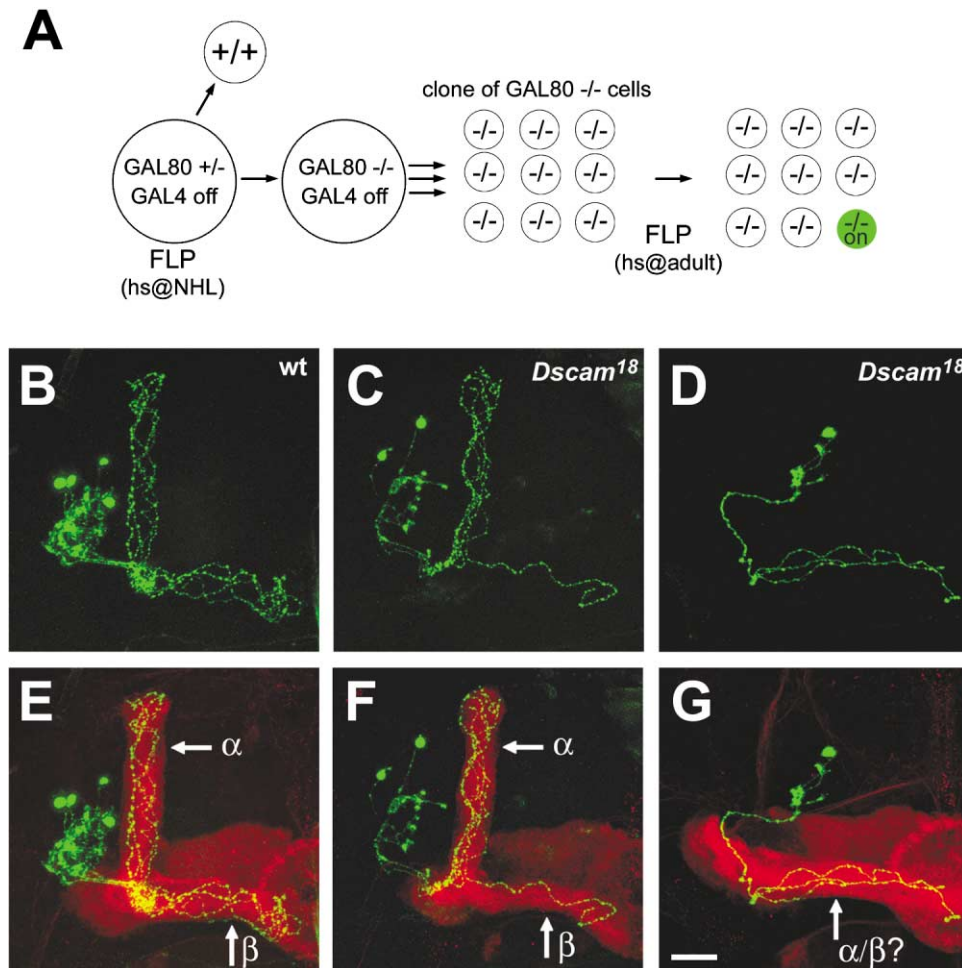 A
+/+
clone of GAL80 -/- cells
GAL80 +/-
GAL4 off
GAL80 -/-
GAL4 off
-/- -/- -/- -/- -/- -/-
-/- -/- -/- -/- -/- -/-
-/- -/- -/- -/- -/- -/-
on
FLP
(hs@NHL)
FLP
(hs@adult)
B wt
C Dscam18
D Dscam18
E α β
F α β
G α/β?